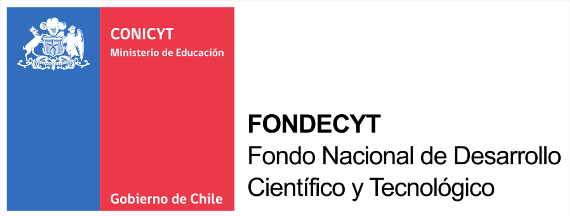 CONICYT
Ministerio de Educación
Gobierno de Chile
FONDECYT
Fondo Nacional de Desarrollo
Científico y Tecnológico